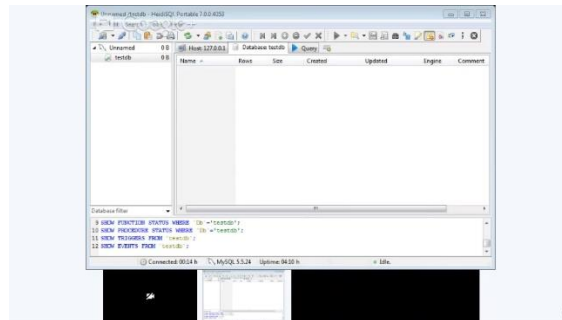 Unnamed /testdb/ - HeidiSQL Portable 7.0.0.4053
Unnamed 0 B
Host: 127.0.0.1 Database: testdb Query
testdb 0 B
Name Rows Size Created Updated Engine Comment
Database filter
9 SHOW FUNCTION STATUS WHERE `Db`='testdb';
10 SHOW PROCEDURE STATUS WHERE `Db`='testdb';
11 SHOW TRIGGERS FROM `testdb`;
12 SHOW EVENTS FROM `testdb`;
Connected: 00:14 h MySQL 5.5.24 Uptime: 04:10 h Idle.